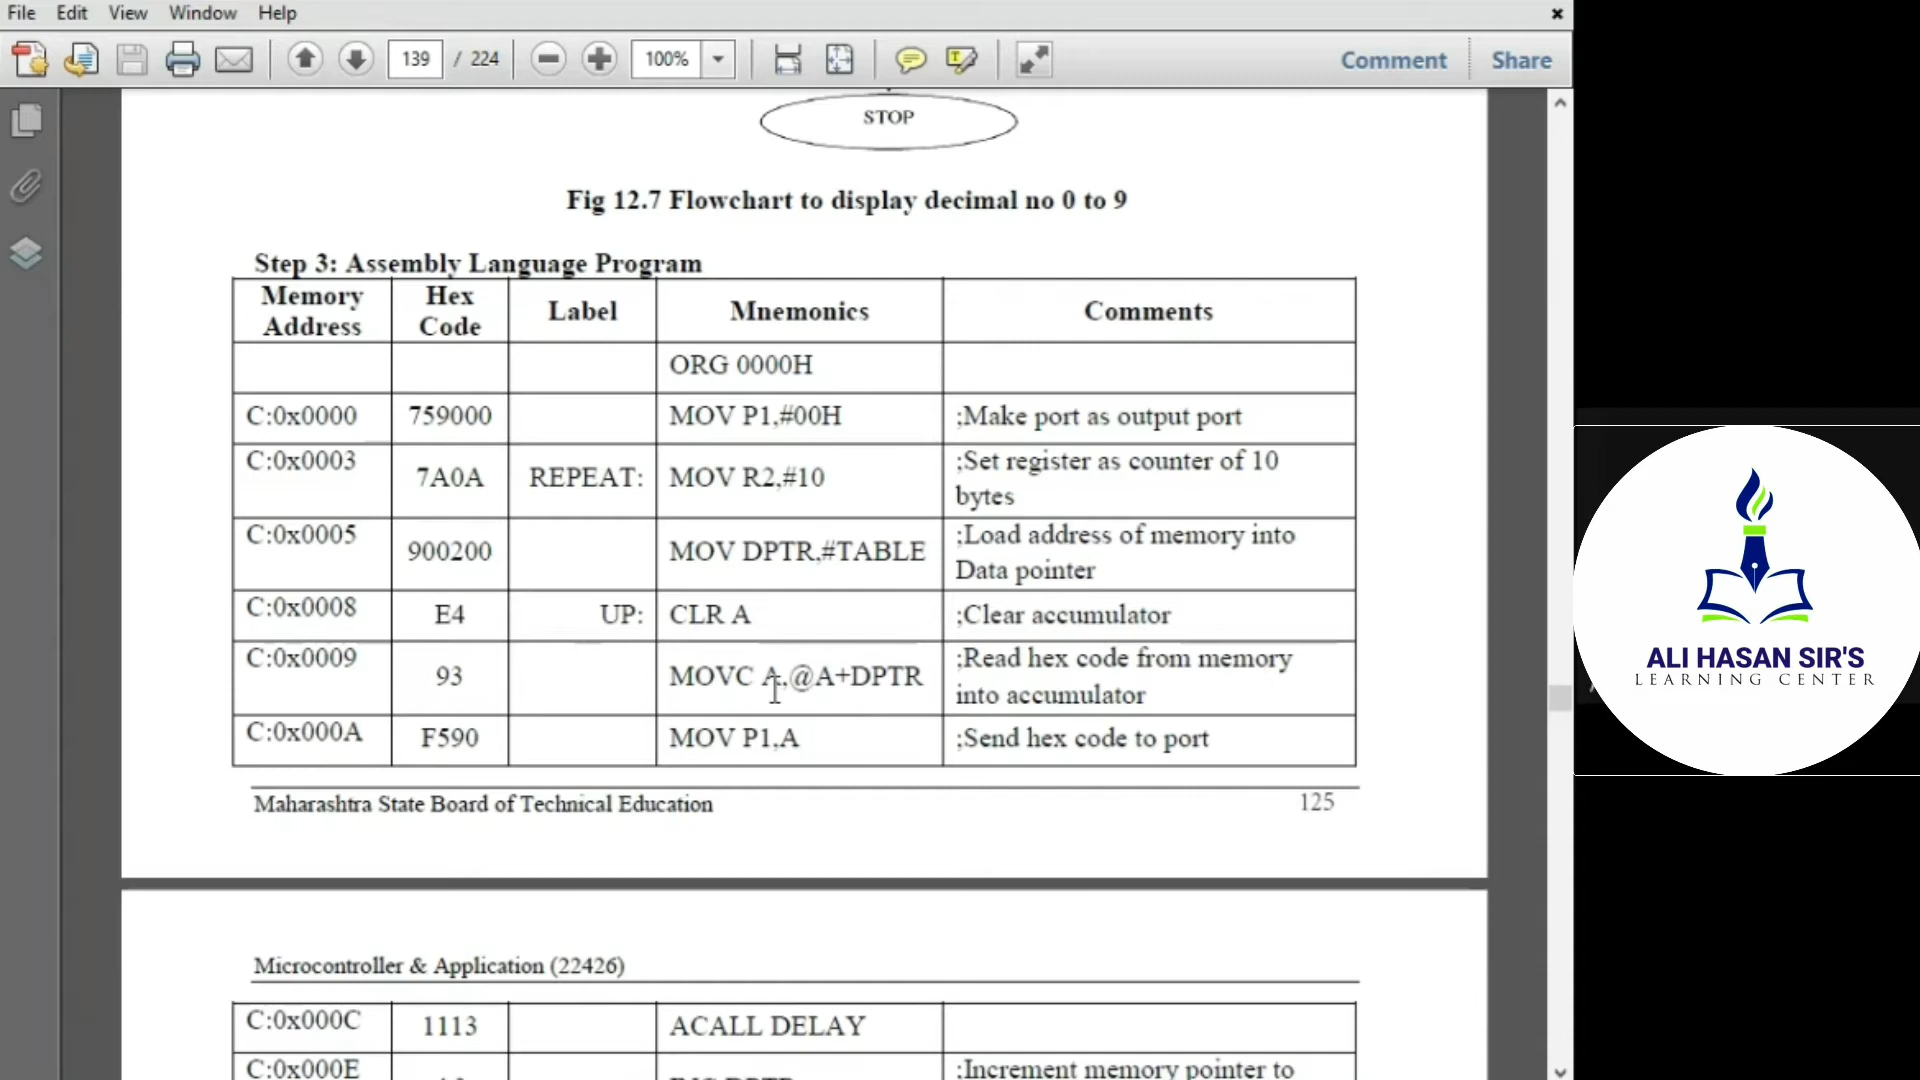 File Edit View Window Help
139 / 224 100% Comment Share
STOP
Fig 12.7 Flowchart to display decimal no 0 to 9
Step 3: Assembly Language Program
Memory Address Hex Code Label Mnemonics Comments
ORG 0000H
C:0x0000 759000 MOV P1,#00H ;Make port as output port
C:0x0003 7A0A REPEAT: MOV R2,#10 ;Set register as counter of 10
bytes
C:0x0005 900200 MOV DPTR,#TABLE ;Load address of memory into
Data pointer
C:0x0008 E4 UP: CLR A ;Clear accumulator
C:0x0009 93 MOVC A,@A+DPTR ;Read hex code from memory
into accumulator
C:0x000A F590 MOV P1,A ;Send hex code to port
Maharashtra State Board of Technical Education 125
Microcontroller & Application (22426)
C:0x000C 1113 ACALL DELAY
C:0x000E ;Increment memory pointer to
ALI HASAN SIR'S
LEARNING CENTER